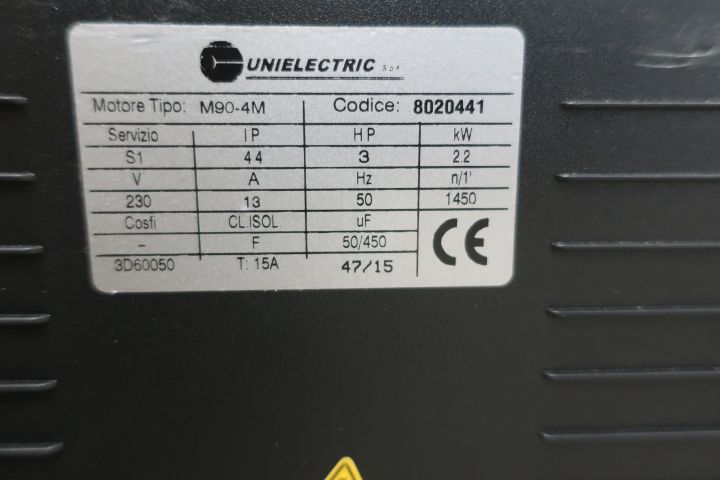 UNIELECTRIC SpA
Motore Tipo: M90-4M Codice: 8020441
Servizio IP HP kW
S1 44 3 2.2
V A Hz n/1'
230 13 50 1450
Cosfi CL.ISOL uF
- F 50/450
3D60050 T: 15A 47/15
CE